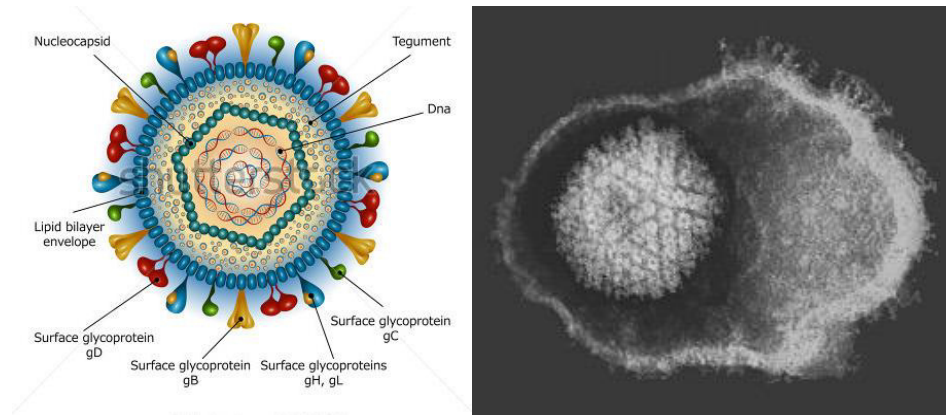 Nucleocapsid
Tegument
Dna
Lipid bilayer
envelope
Surface glycoprotein
gD
Surface glycoprotein
gB
Surface glycoproteins
gH, gL
Surface glycoprotein
gC